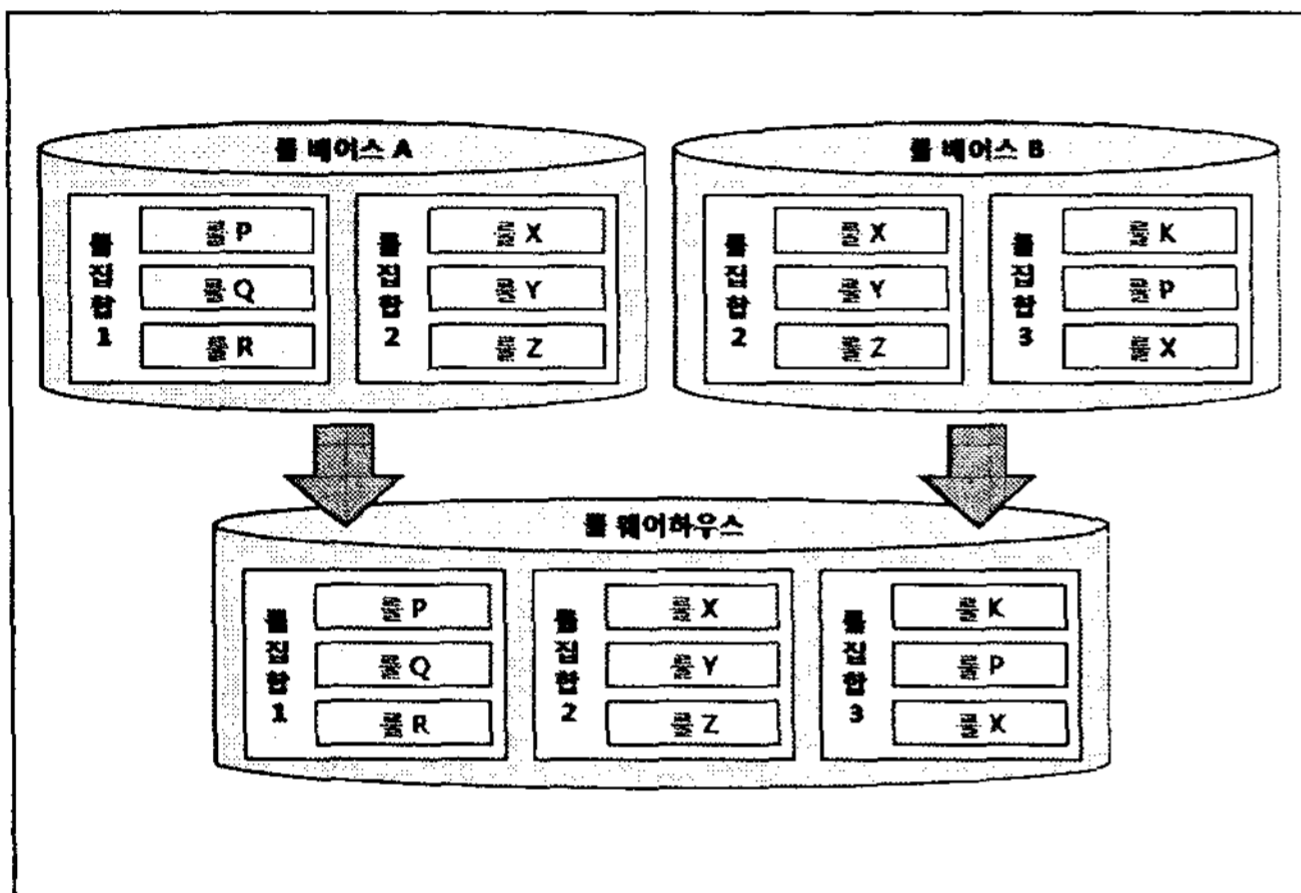 룰 베이스 A
룰 집합 1
룰 P
룰 Q
룰 R
룰 집합 2
룰 X
룰 Y
룰 Z
룰 베이스 B
룰 집합 2
룰 X
룰 Y
룰 Z
룰 집합 3
룰 K
룰 P
룰 X
룰 웨어하우스
룰 집합 1
룰 P
룰 Q
룰 R
룰 집합 2
룰 X
룰 Y
룰 Z
룰 집합 3
룰 K
룰 P
룰 X